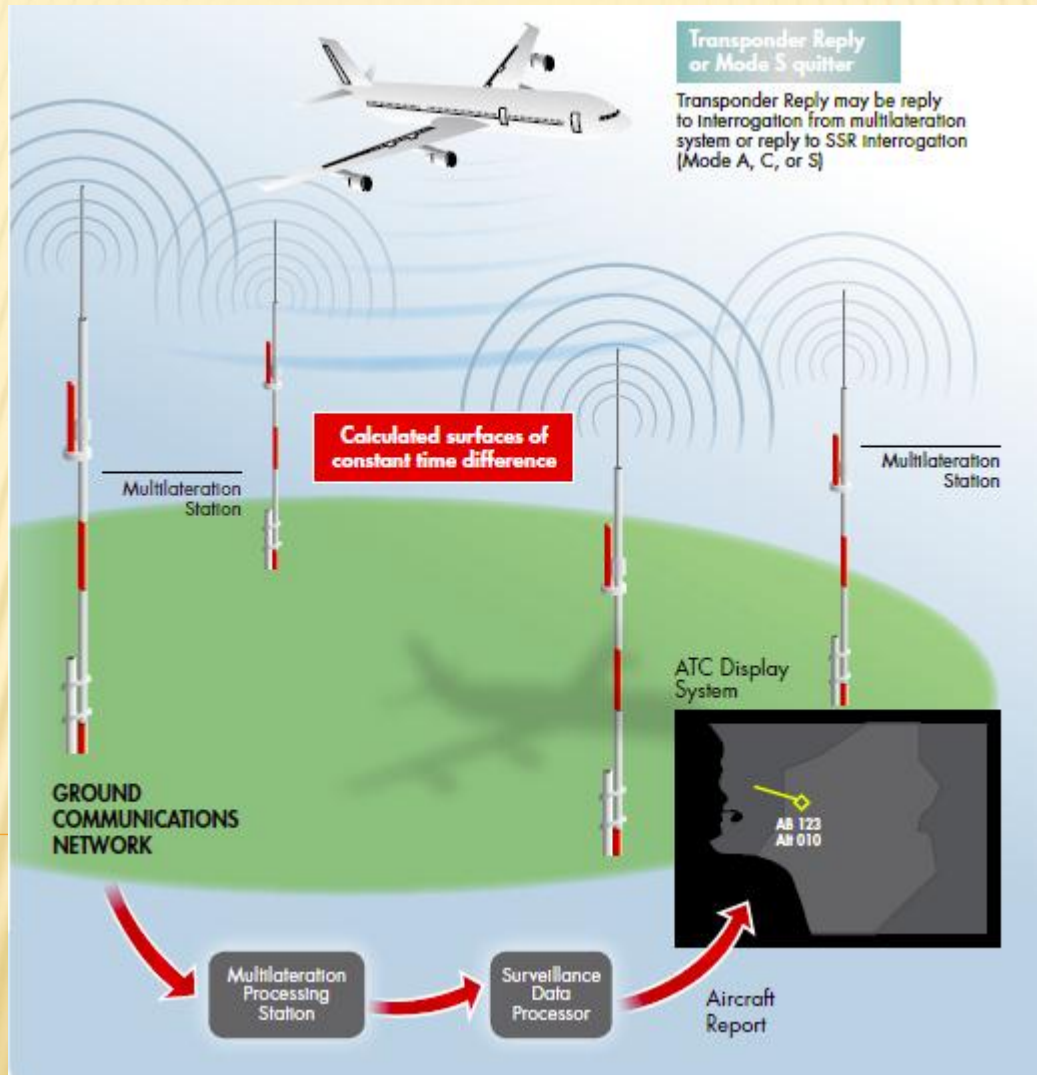 Transponder Reply
or Mode S quitter
Transponder Reply may be reply
to interrogation from multilateration
system or reply to SSR interrogation
(Mode A, C, or S)
Calculated surfaces of
constant time difference
Multilateration
Station
Multilateration
Station
ATC Display
System
AB 123
Alt 010
GROUND
COMMUNICATIONS
NETWORK
Multilateration
Processing
Station
Surveillance
Data
Processor
Aircraft
Report